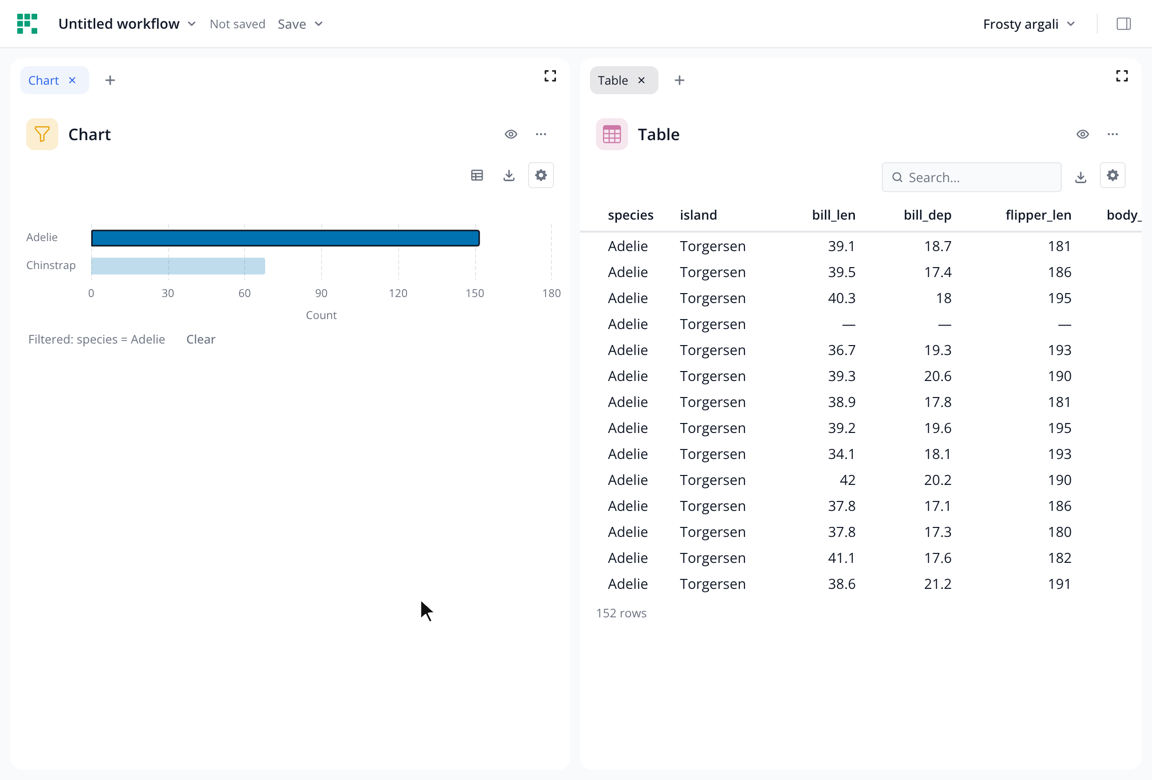 Untitled workflow Not saved Save Frosty argali
Chart
Table
Chart
Table
Search...
Adelie
Chinstrap
0 30 60 90 120 150 180
Count
Filtered: species = Adelie Clear
species island bill_len bill_dep flipper_len body_
Adelie Torgersen 39.1 18.7 181
Adelie Torgersen 39.5 17.4 186
Adelie Torgersen 40.3 18 195
Adelie Torgersen — — —
Adelie Torgersen 36.7 19.3 193
Adelie Torgersen 39.3 20.6 190
Adelie Torgersen 38.9 17.8 181
Adelie Torgersen 39.2 19.6 195
Adelie Torgersen 34.1 18.1 193
Adelie Torgersen 42 20.2 190
Adelie Torgersen 37.8 17.1 186
Adelie Torgersen 37.8 17.3 180
Adelie Torgersen 41.1 17.6 182
Adelie Torgersen 38.6 21.2 191
152 rows